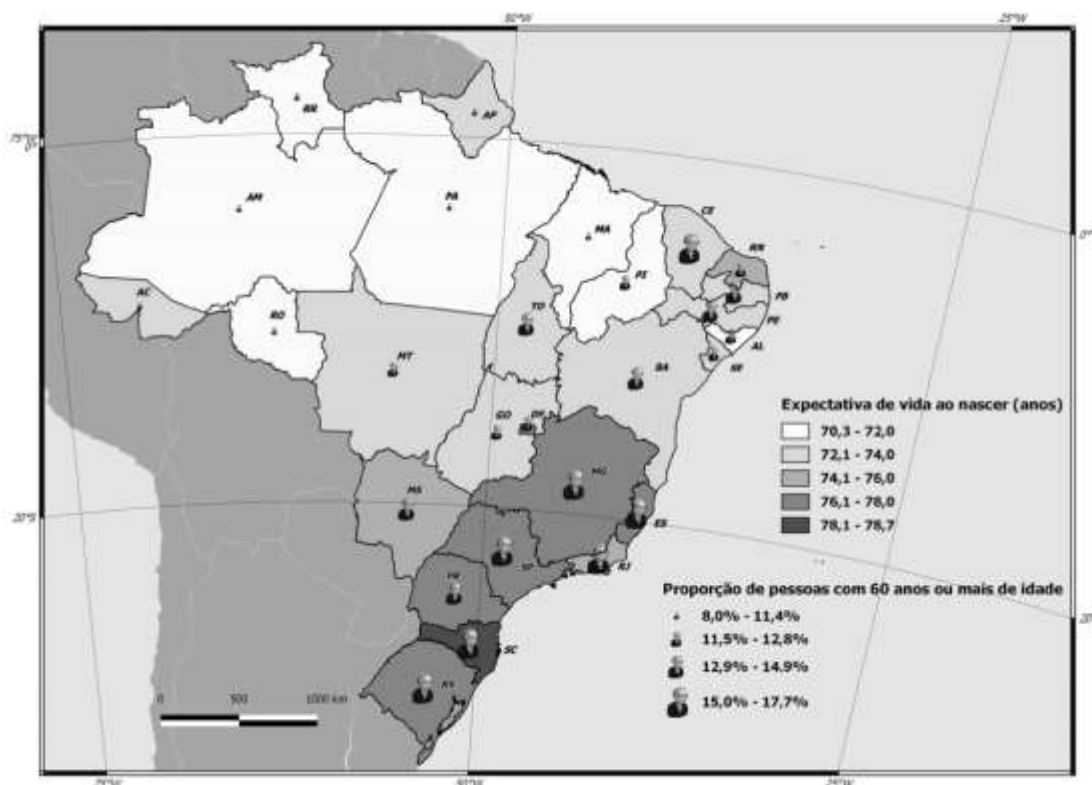 50°W
25°W
75°W
0°
RR
AP
AM
PA
MA
CE
RN
PI
PB
PE
AL
SE
AC
RO
TO
MT
BA
GO
DF
MG
MS
ES
SP
RJ
PR
SC
RS
0°
20°S
Expectativa de vida ao nascer (anos)
70,3 - 72,0
72,1 - 74,0
74,1 - 76,0
76,1 - 78,0
78,1 - 78,7
Proporção de pessoas com 60 anos ou mais de idade
8,0% - 11,4%
11,5% - 12,8%
12,9% - 14,9%
15,0% - 17,7%
0 500 1000 km